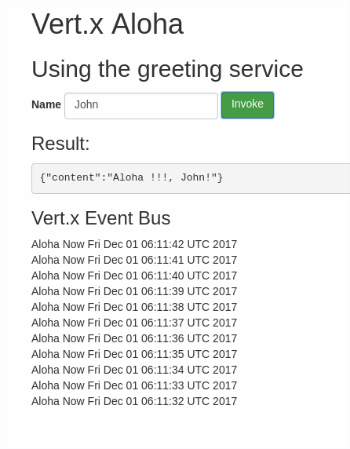 Vert.x Aloha
Using the greeting service
Name John Invoke
Result:
{"content":"Aloha !!!, John!"}
Vert.x Event Bus
Aloha Now Fri Dec 01 06:11:42 UTC 2017
Aloha Now Fri Dec 01 06:11:41 UTC 2017
Aloha Now Fri Dec 01 06:11:40 UTC 2017
Aloha Now Fri Dec 01 06:11:39 UTC 2017
Aloha Now Fri Dec 01 06:11:38 UTC 2017
Aloha Now Fri Dec 01 06:11:37 UTC 2017
Aloha Now Fri Dec 01 06:11:36 UTC 2017
Aloha Now Fri Dec 01 06:11:35 UTC 2017
Aloha Now Fri Dec 01 06:11:34 UTC 2017
Aloha Now Fri Dec 01 06:11:33 UTC 2017
Aloha Now Fri Dec 01 06:11:32 UTC 2017